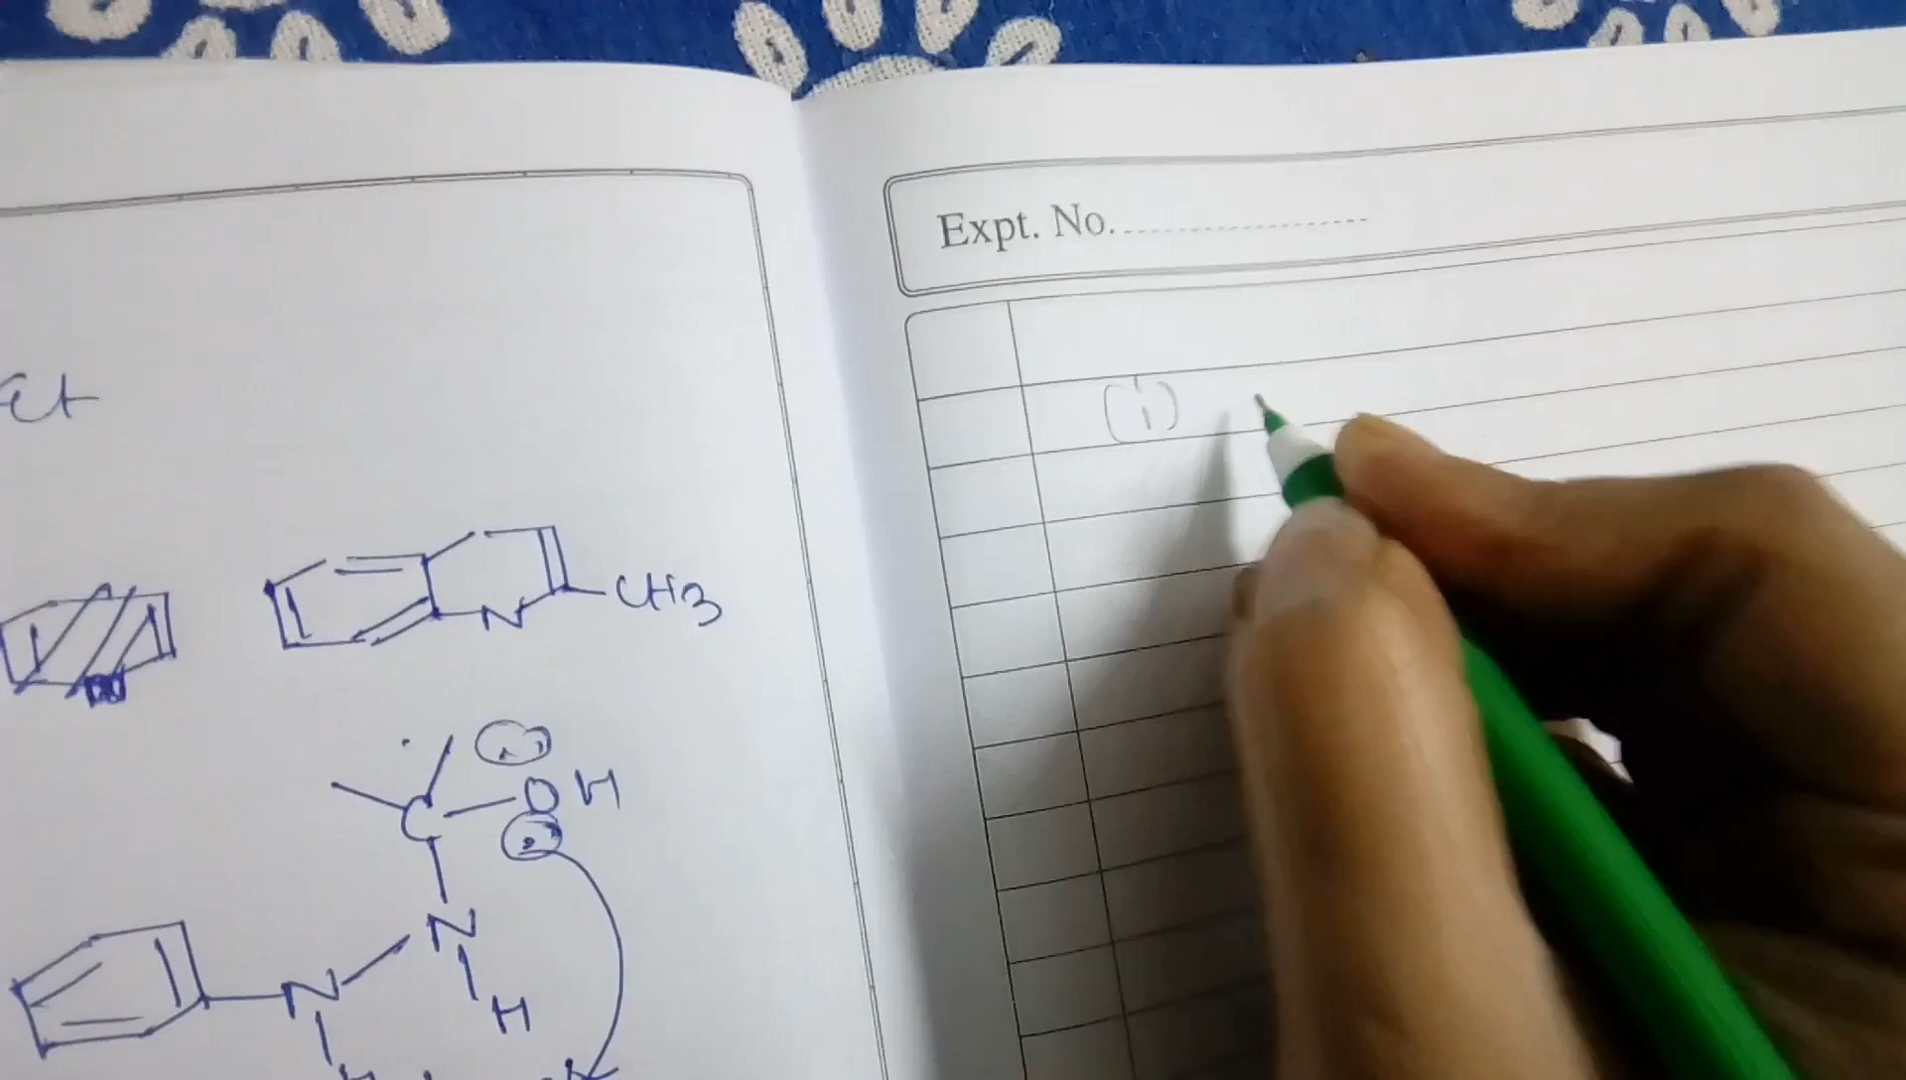 Et
N CH3
C OH
N
N H
H
Expt. No.
(i)